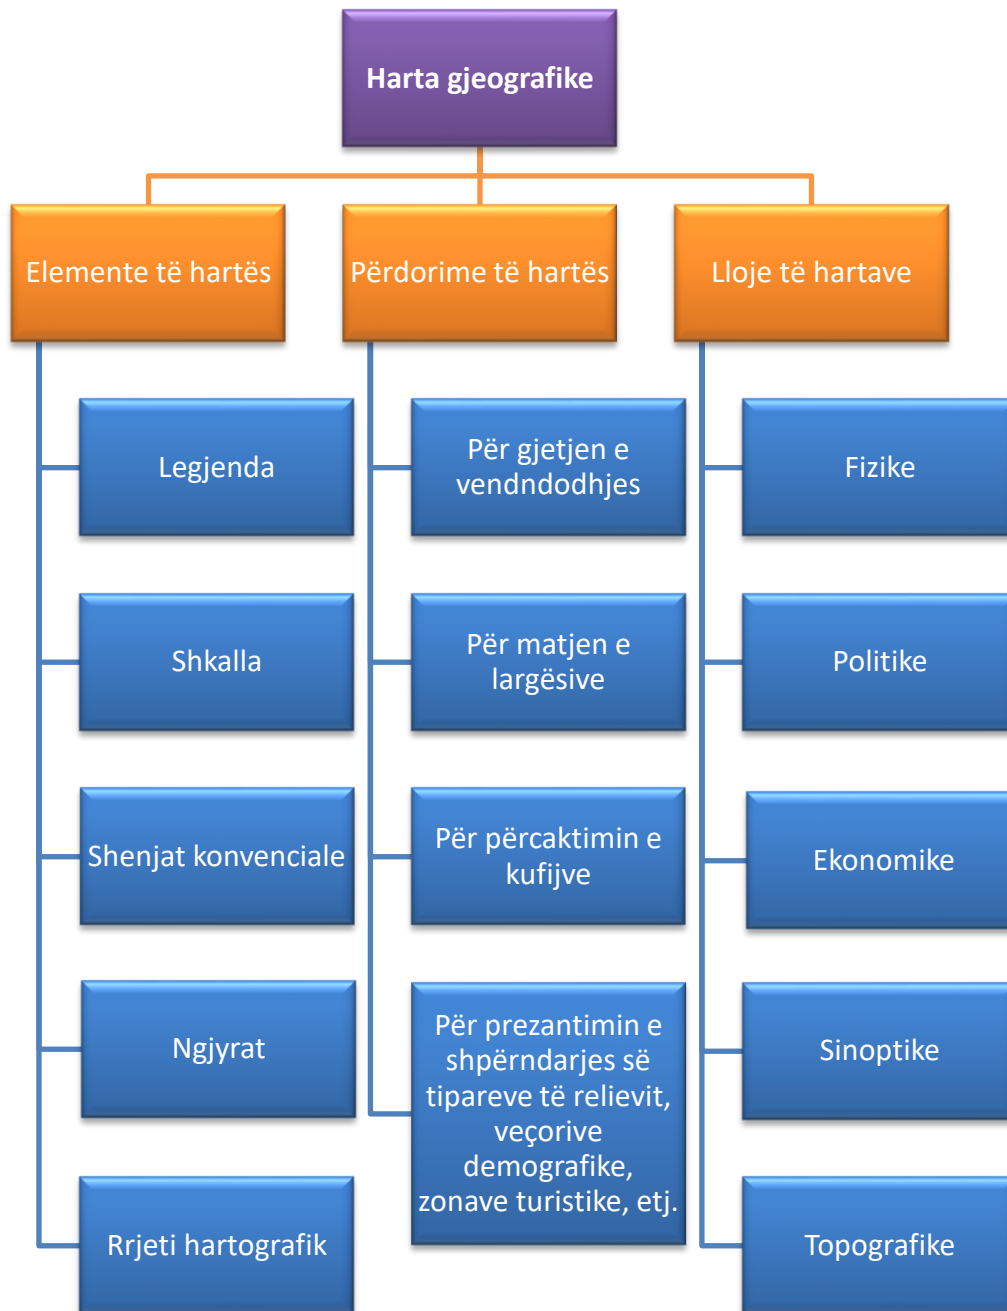 Harta gjeografike
Elemente të hartës
Legjenda
Shkalla
Shenjat konvenciale
Ngjyrat
Rrjeti hartografik
Përdorime të hartës
Për gjetjen e
vendndodhjes
Për matjen e
largësive
Për përcaktimin e
kufijve
Për prezantimin e
shpërndarjes së
tipareve të relievit,
veçorive
demografike,
zonave turistike, etj.
Lloje të hartave
Fizike
Politike
Ekonomike
Sinoptike
Topografike